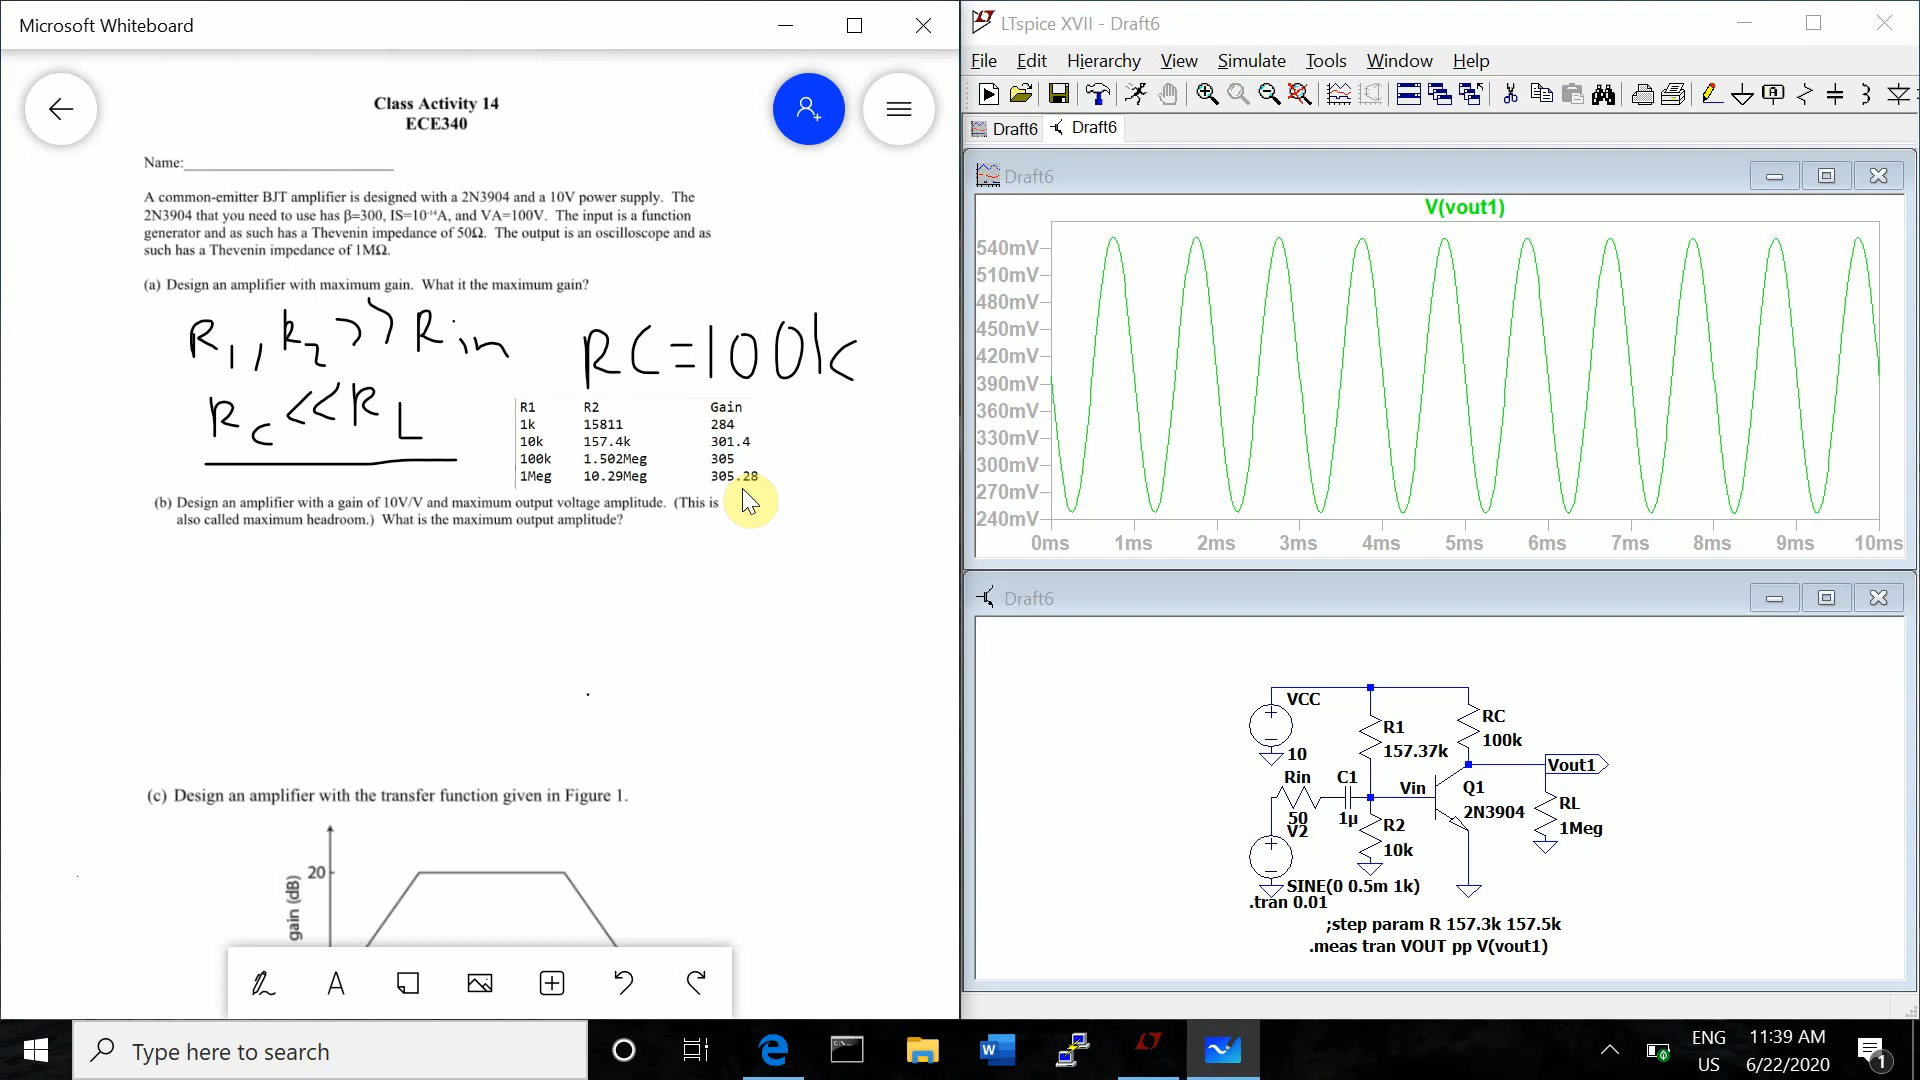 Microsoft Whiteboard
Class Activity 14
ECE340
Name:
A common-emitter BJT amplifier is designed with a 2N3904 and a 10V power supply. The
2N3904 that you need to use has β=300, IS=10⁻¹⁴A, and VA=100V. The input is a function
generator and as such has a Thevenin impedance of 50Ω. The output is an oscilloscope and as
such has a Thevenin impedance of 1MΩ.
(a) Design an amplifier with maximum gain. What it the maximum gain?
R1, R2 >> Rin
RC=100k
RC << RL
R1 R2 Gain
1k 15811 284
10k 157.4k 301.4
100k 1.502Meg 305
1Meg 10.29Meg 305.28
(b) Design an amplifier with a gain of 10V/V and maximum output voltage amplitude. (This is
also called maximum headroom.) What is the maximum output amplitude?
(c) Design an amplifier with the transfer function given in Figure 1.
20
gain (dB)
LTspice XVII - Draft6
File Edit Hierarchy View Simulate Tools Window Help
Draft6 Draft6
Draft6
V(vout1)
540mV
510mV
480mV
450mV
420mV
390mV
360mV
330mV
300mV
270mV
240mV
0ms 1ms 2ms 3ms 4ms 5ms 6ms 7ms 8ms 9ms 10ms
Draft6
VCC
10
R1
157.37k
RC
100k
Vout1
Rin
50
C1
1µ
Vin
Q1
2N3904
RL
1Meg
V2
R2
10k
SINE(0 0.5m 1k)
.tran 0.01
;step param R 157.3k 157.5k
.meas tran VOUT pp V(vout1)
Type here to search
ENG
US
11:39 AM
6/22/2020
1